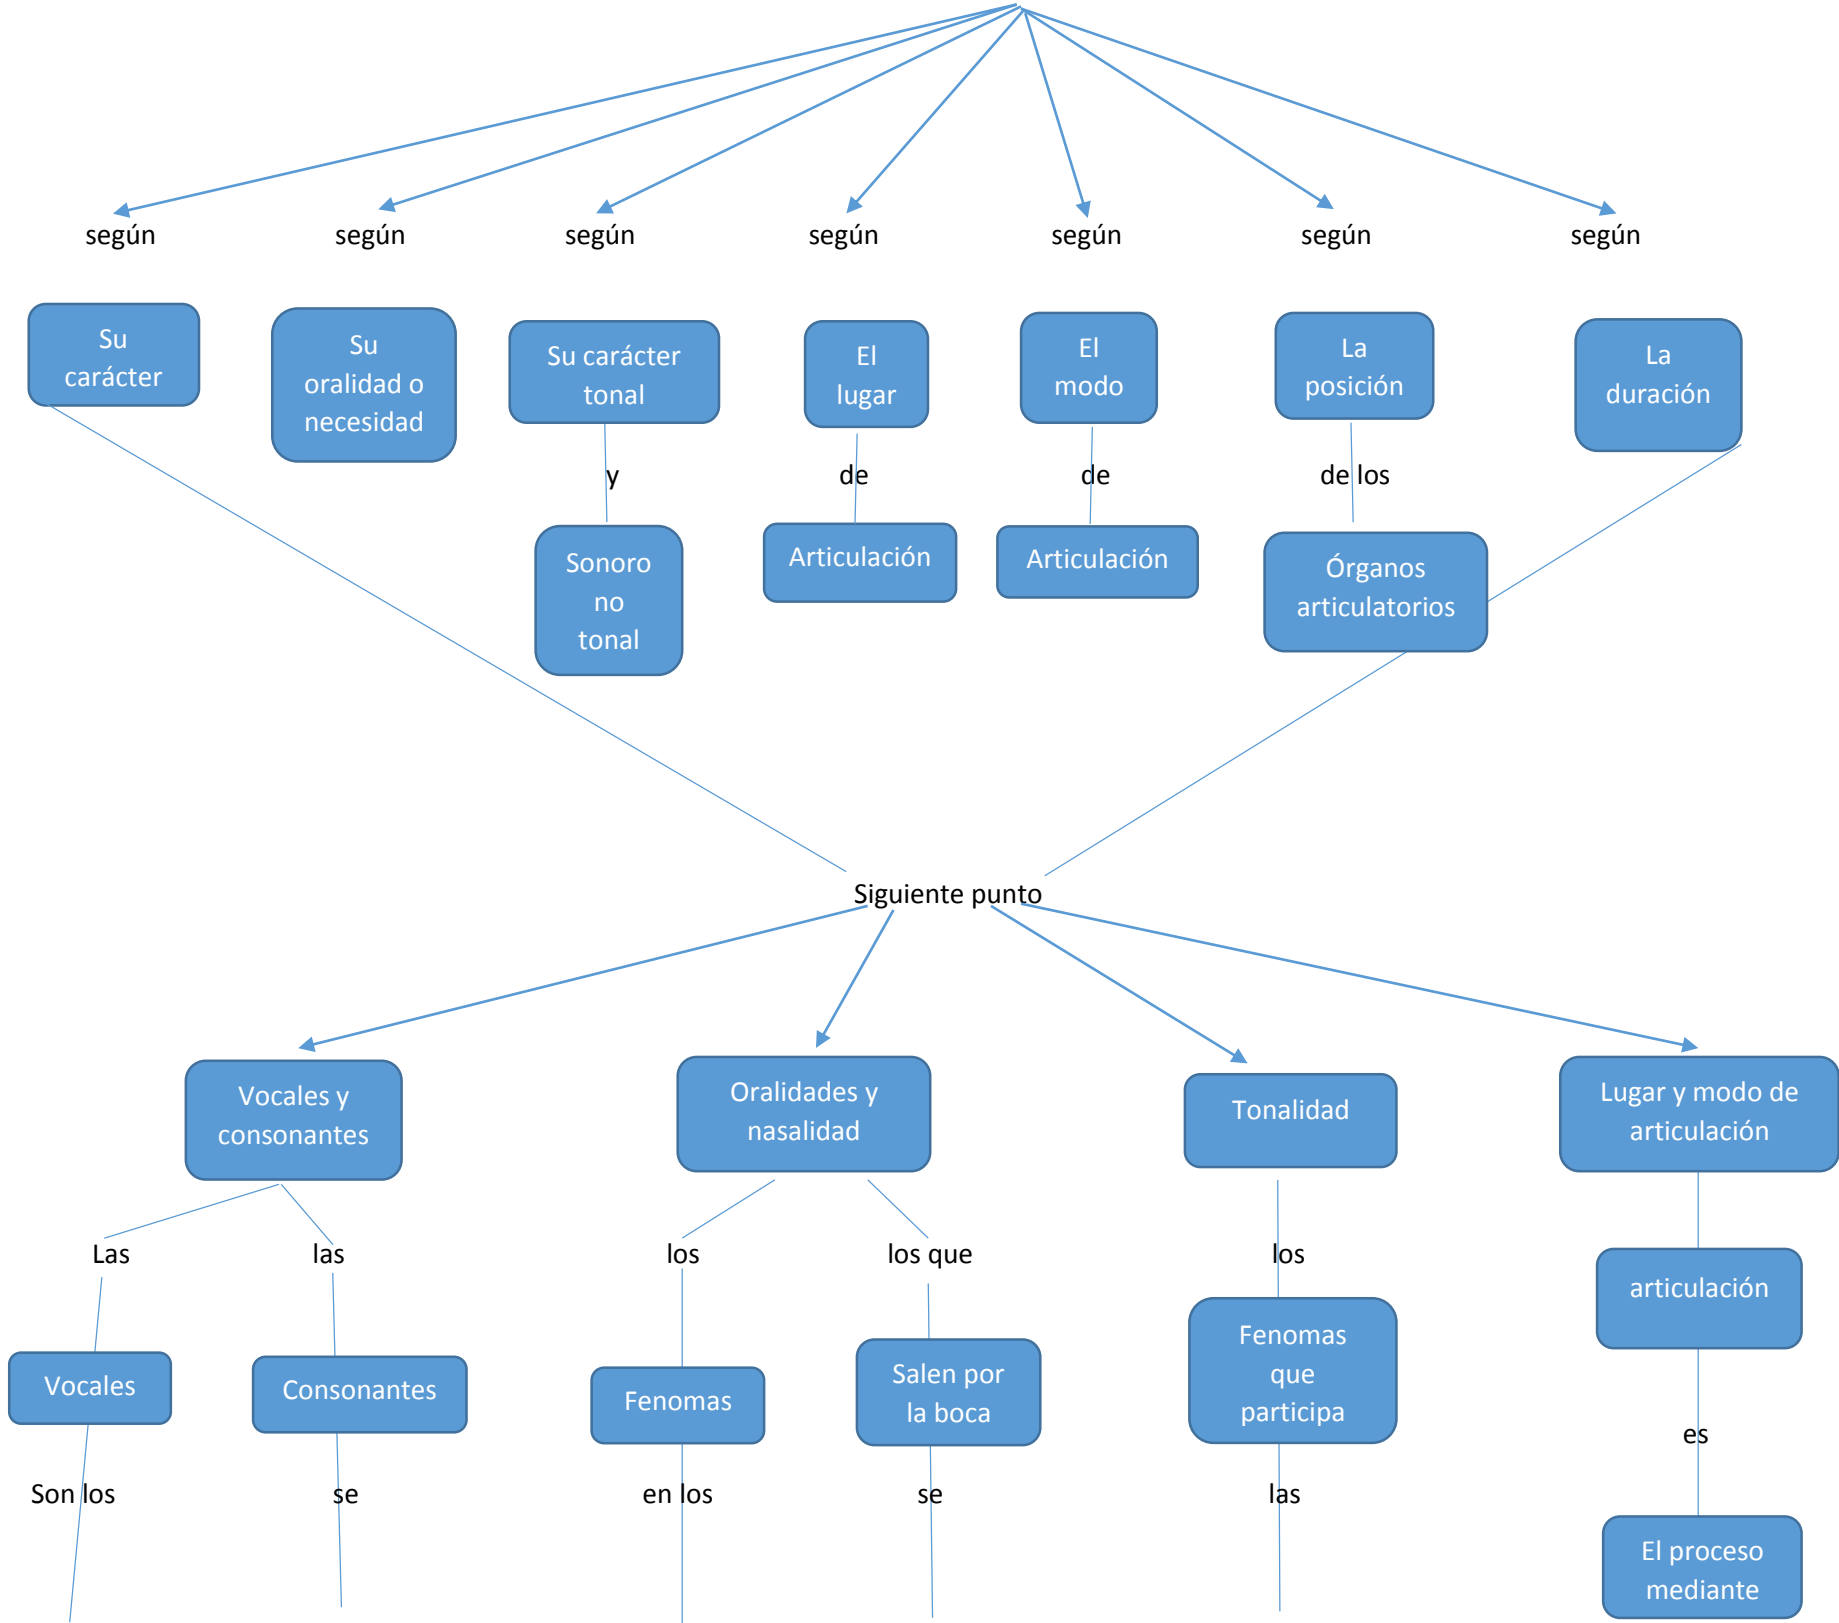 según
según
según
según
según
según
según
Su
carácter
Su
oralidad o
necesidad
Su carácter
tonal
El
lugar
El
modo
La
posición
La
duración
y
de
de
de los
Sonoro
no
tonal
Articulación
Articulación
Órganos
articulatorios
Siguiente punto
Vocales y
consonantes
Oralidades y
nasalidad
Tonalidad
Lugar y modo de
articulación
Las
las
los
los que
los
articulación
Vocales
Consonantes
Fenomas
Salen por
la boca
Fenomas
que
participa
es
Son los
se
en los
se
las
El proceso
mediante